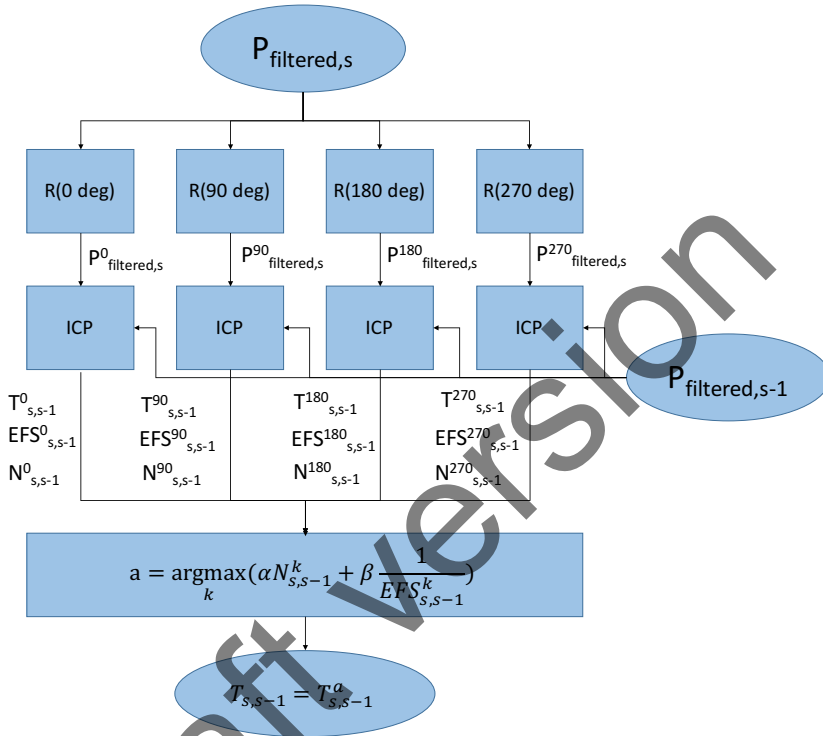 P_filtered,s
R(0 deg) R(90 deg) R(180 deg) R(270 deg)
P^0_filtered,s P^90_filtered,s P^180_filtered,s P^270_filtered,s
ICP ICP ICP ICP
P_filtered,s-1
T^0_s,s-1 T^90_s,s-1 T^180_s,s-1 T^270_s,s-1
EFS^0_s,s-1 EFS^90_s,s-1 EFS^180_s,s-1 EFS^270_s,s-1
N^0_s,s-1 N^90_s,s-1 N^180_s,s-1 N^270_s,s-1
a = argmax_k (αN^k_s,s−1 + β 1/EFS^k_s,s−1)
T_s,s−1 = T^a_s,s−1
aft version